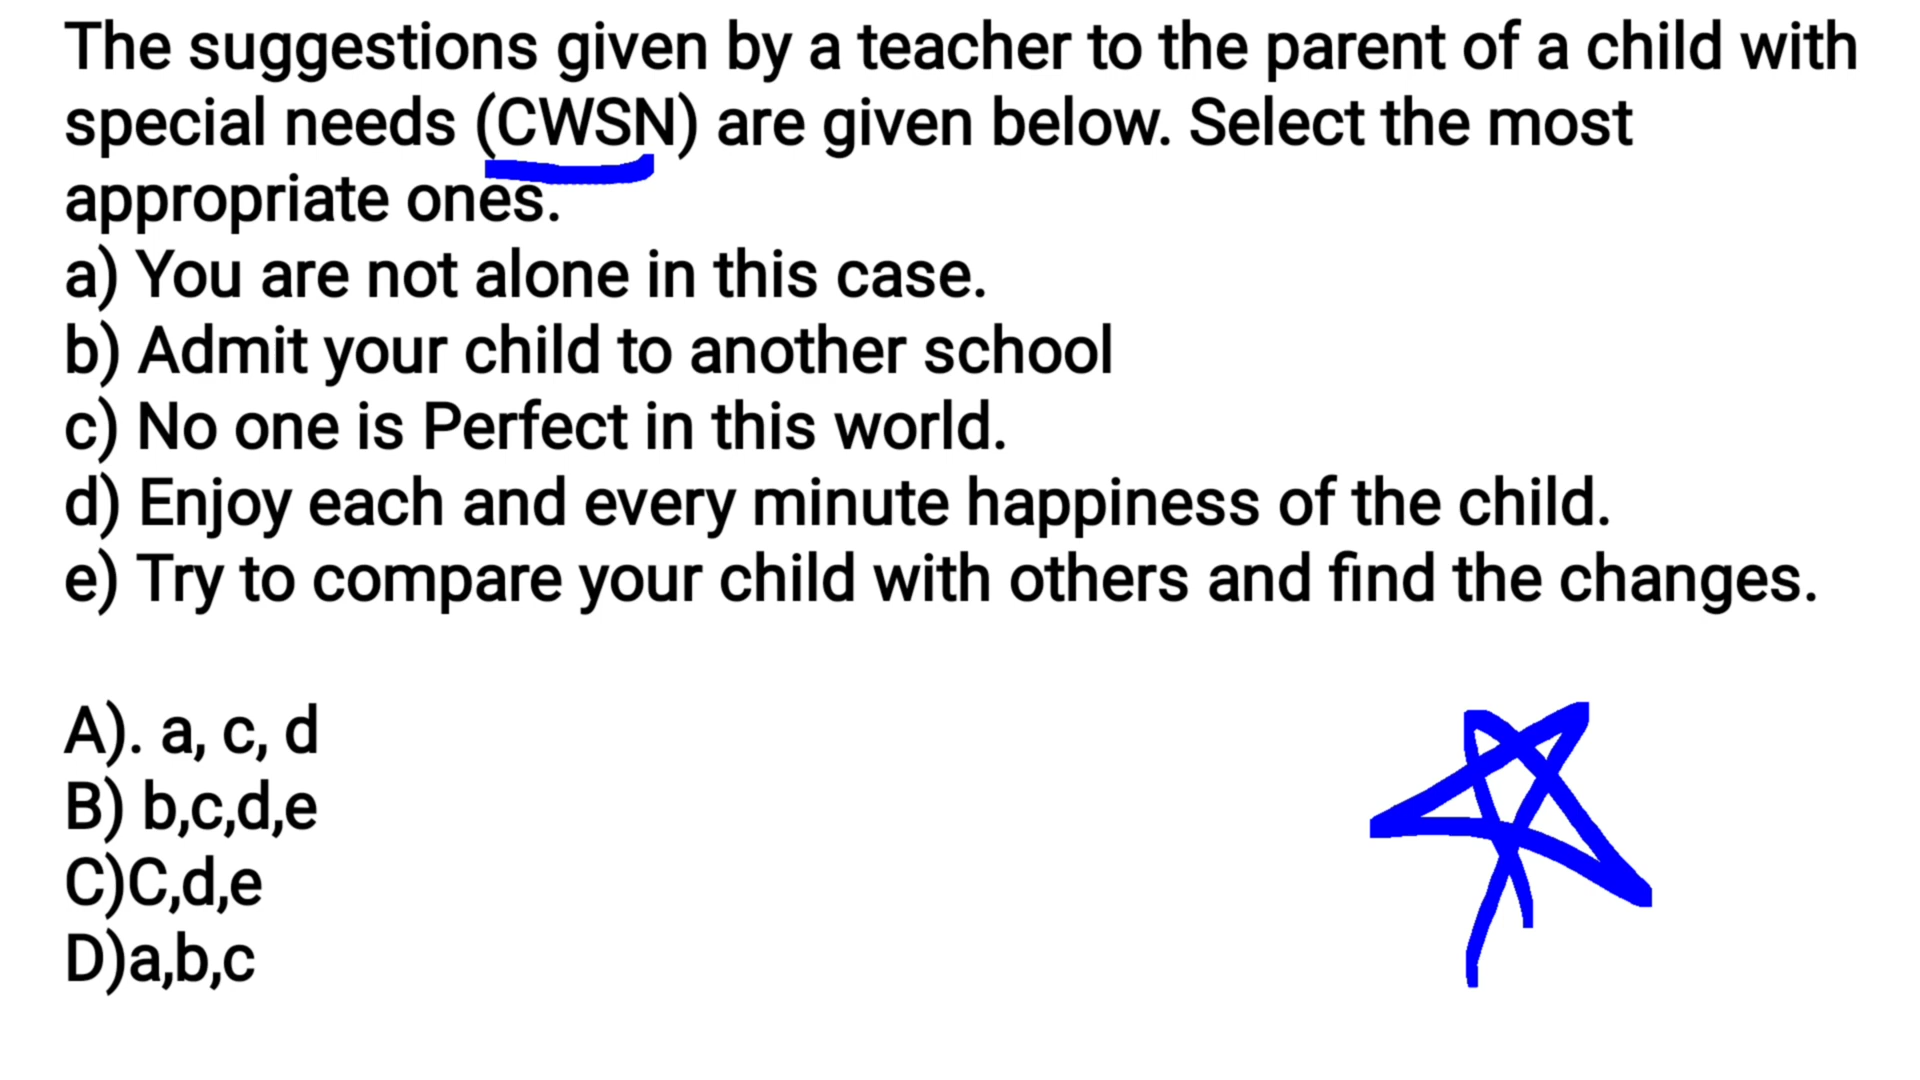 The suggestions given by a teacher to the parent of a child with
special needs (CWSN) are given below. Select the most
appropriate ones.
a) You are not alone in this case.
b) Admit your child to another school
c) No one is Perfect in this world.
d) Enjoy each and every minute happiness of the child.
e) Try to compare your child with others and find the changes.
A). a, c, d
B) b,c,d,e
C)C,d,e
D)a,b,c